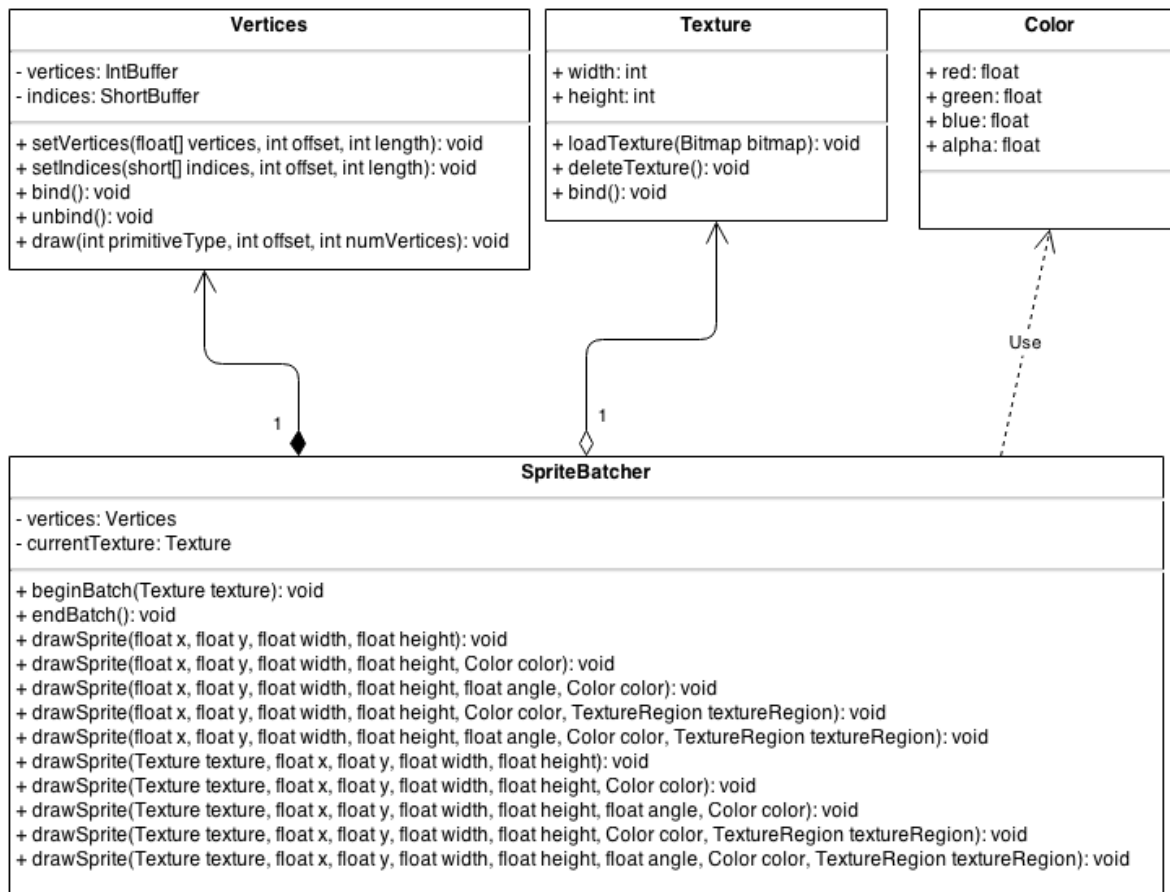 Vertices
- vertices: IntBuffer
- indices: ShortBuffer
+ setVertices(float[] vertices, int offset, int length): void
+ setIndices(short[] indices, int offset, int length): void
+ bind(): void
+ unbind(): void
+ draw(int primitiveType, int offset, int numVertices): void
Texture
+ width: int
+ height: int
+ loadTexture(Bitmap bitmap): void
+ deleteTexture(): void
+ bind(): void
Color
+ red: float
+ green: float
+ blue: float
+ alpha: float
Use
1
1
SpriteBatcher
- vertices: Vertices
- currentTexture: Texture
+ beginBatch(Texture texture): void
+ endBatch(): void
+ drawSprite(float x, float y, float width, float height): void
+ drawSprite(float x, float y, float width, float height, Color color): void
+ drawSprite(float x, float y, float width, float height, float angle, Color color): void
+ drawSprite(float x, float y, float width, float height, Color color, TextureRegion textureRegion): void
+ drawSprite(float x, float y, float width, float height, float angle, Color color, TextureRegion textureRegion): void
+ drawSprite(Texture texture, float x, float y, float width, float height): void
+ drawSprite(Texture texture, float x, float y, float width, float height, Color color): void
+ drawSprite(Texture texture, float x, float y, float width, float height, float angle, Color color): void
+ drawSprite(Texture texture, float x, float y, float width, float height, Color color, TextureRegion textureRegion): void
+ drawSprite(Texture texture, float x, float y, float width, float height, float angle, Color color, TextureRegion textureRegion): void